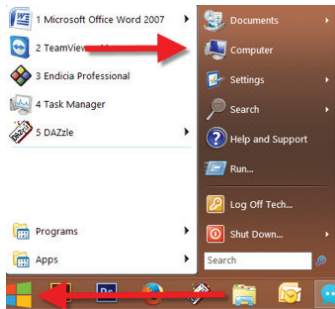 1 Microsoft Office Word 2007
2 TeamView
3 Endicia Professional
4 Task Manager
5 DAZzle
Programs
Apps
Documents
Computer
Settings
Search
Help and Support
Run...
Log Off Tech...
Shut Down...
Search